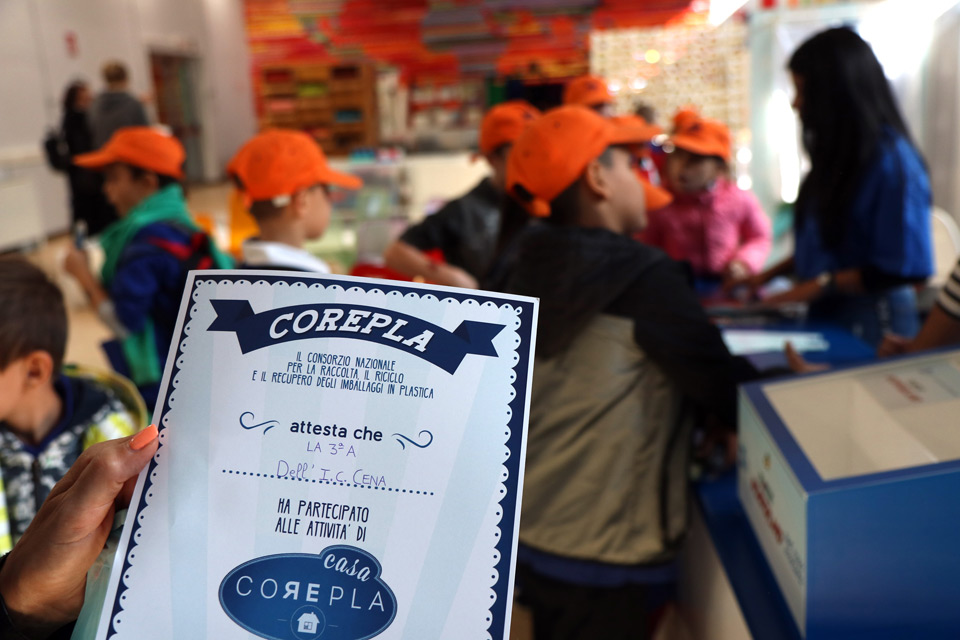 COREPLA
IL CONSORZIO NAZIONALE
PER LA RACCOLTA, IL RICICLO
E IL RECUPERO DEGLI IMBALLAGGI IN PLASTICA
attesta che
LA 3ª A
Dell' I.C. CENA
HA PARTECIPATO
ALLE ATTIVITA' DI
casa
COREPLA